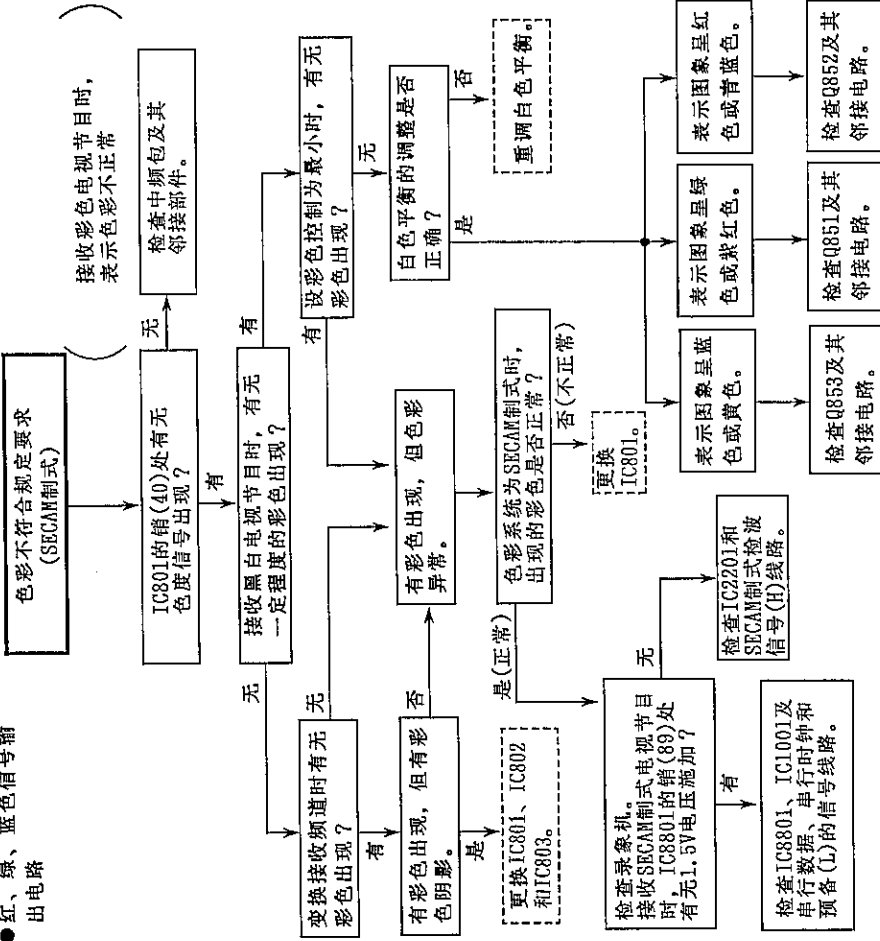 ●红、绿、蓝色信号输
出电路
色彩不符合规定要求
(SECAM制式)
接收彩色电视节目时，
表示色彩不正常
IC801的销(40)处有无
色度信号出现？
无
检查中频包及其
邻接部件。
有
接收黑白电视节目时，有无
一定程度的彩色出现？
无
有
变换接收频道时有无
彩色出现？
无
有
设彩色控制为最小时，有无
彩色出现？
有
无
有彩色出现，但有彩
色阴影。
否
是
有彩色出现，但色彩
异常。
白色平衡的调整是否
正确？
否
是
重调白色平衡。
更换IC801、IC802
和IC803。
色彩系统为SECAM制式时，
出现的彩色是否正常？
是(正常)
否(不正常)
更换
IC801。
表示图象呈蓝
色或黄色。
表示图象呈绿
色或紫红色。
表示图象呈红
色或青蓝色。
检查Q853及其
邻接电路。
检查Q851及其
邻接电路。
检查Q852及其
邻接电路。
检查录象机。
接收SECAM制式电视节目
时，IC8801的销(89)处
有无1.5V电压施加？
无
有
检查IC2201和
SECAM制式检波
信号(H)线路。
检查IC8801、IC1001及
串行数据、串行时钟和
预备(L)的信号线路。